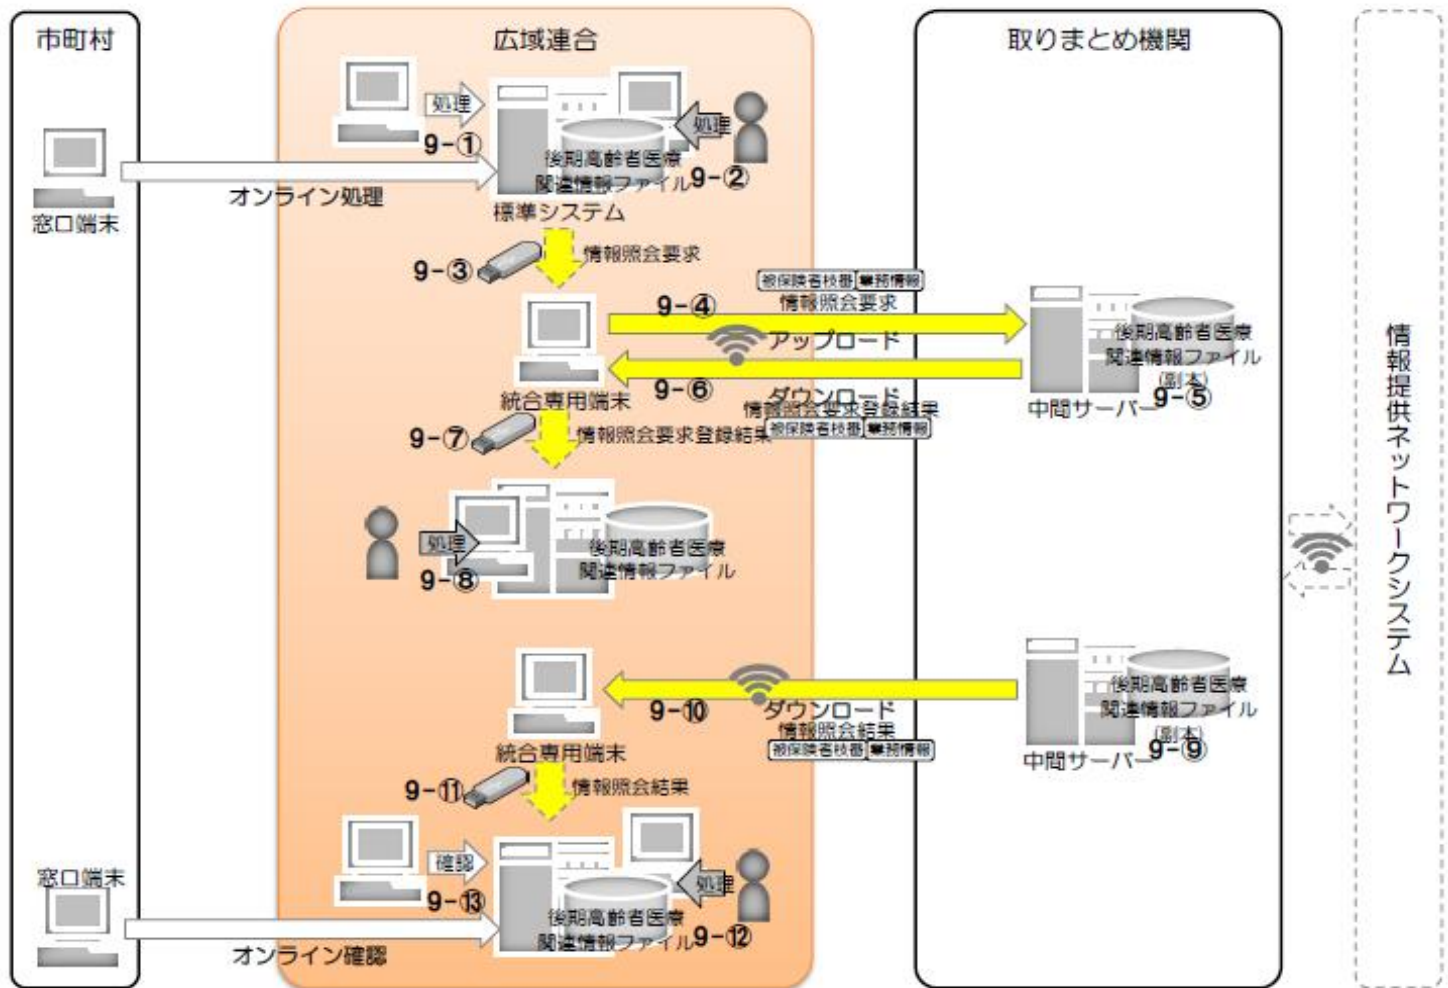 市町村
広域連合
取りまとめ機関
処理
9-①
処理
9-②
後期高齢者医療
関連情報ファイル
標準システム
窓口端末
オンライン処理
9-③
情報照会要求
9-④
被保険者枝番 業務情報
情報照会要求
アップロード
9-⑥
ダウンロード
情報照会要求登録結果
被保険者枝番 業務情報
後期高齢者医療
関連情報ファイル
(副本)
9-⑤
中間サーバー
統合専用端末
9-⑦
情報照会要求登録結果
処理
9-⑧
後期高齢者医療
関連情報ファイル
情報提供ネットワークシステム
9-⑩
ダウンロード
情報照会結果
被保険者枝番 業務情報
後期高齢者医療
関連情報ファイル
(副本)
9-⑨
中間サーバー
統合専用端末
9-⑪
情報照会結果
確認
9-⑬
処理
9-⑫
後期高齢者医療
関連情報ファイル
窓口端末
オンライン確認